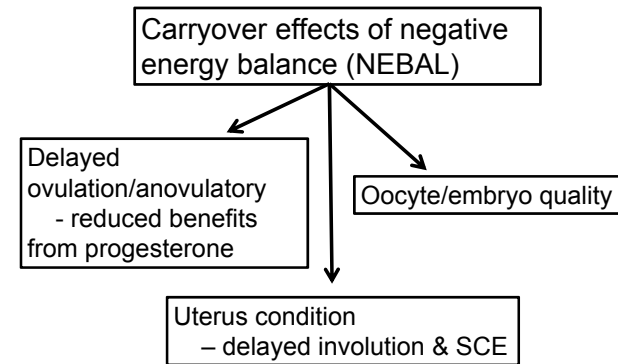 Carryover effects of negative
energy balance (NEBAL)
Delayed
ovulation/anovulatory
- reduced benefits
from progesterone
Oocyte/embryo quality
Uterus condition
– delayed involution & SCE